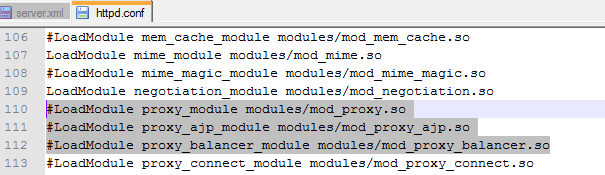 server.xml httpd.conf
106 #LoadModule mem_cache_module modules/mod_mem_cache.so
107 LoadModule mime_module modules/mod_mime.so
108 #LoadModule mime_magic_module modules/mod_mime_magic.so
109 LoadModule negotiation_module modules/mod_negotiation.so
110 #LoadModule proxy_module modules/mod_proxy.so
111 #LoadModule proxy_ajp_module modules/mod_proxy_ajp.so
112 #LoadModule proxy_balancer_module modules/mod_proxy_balancer.so
113 #LoadModule proxy_connect_module modules/mod_proxy_connect.so